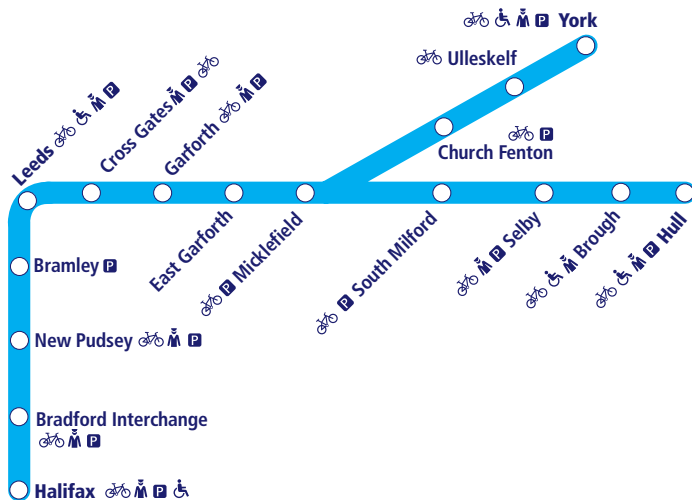 P York
Ulleskelf
P
Church Fenton
Leeds P
Cross Gates P
Garforth P
East Garforth
P Micklefield
P South Milford
P Selby
Brough
P Hull
Bramley P
New Pudsey P
Bradford Interchange
P
Halifax P